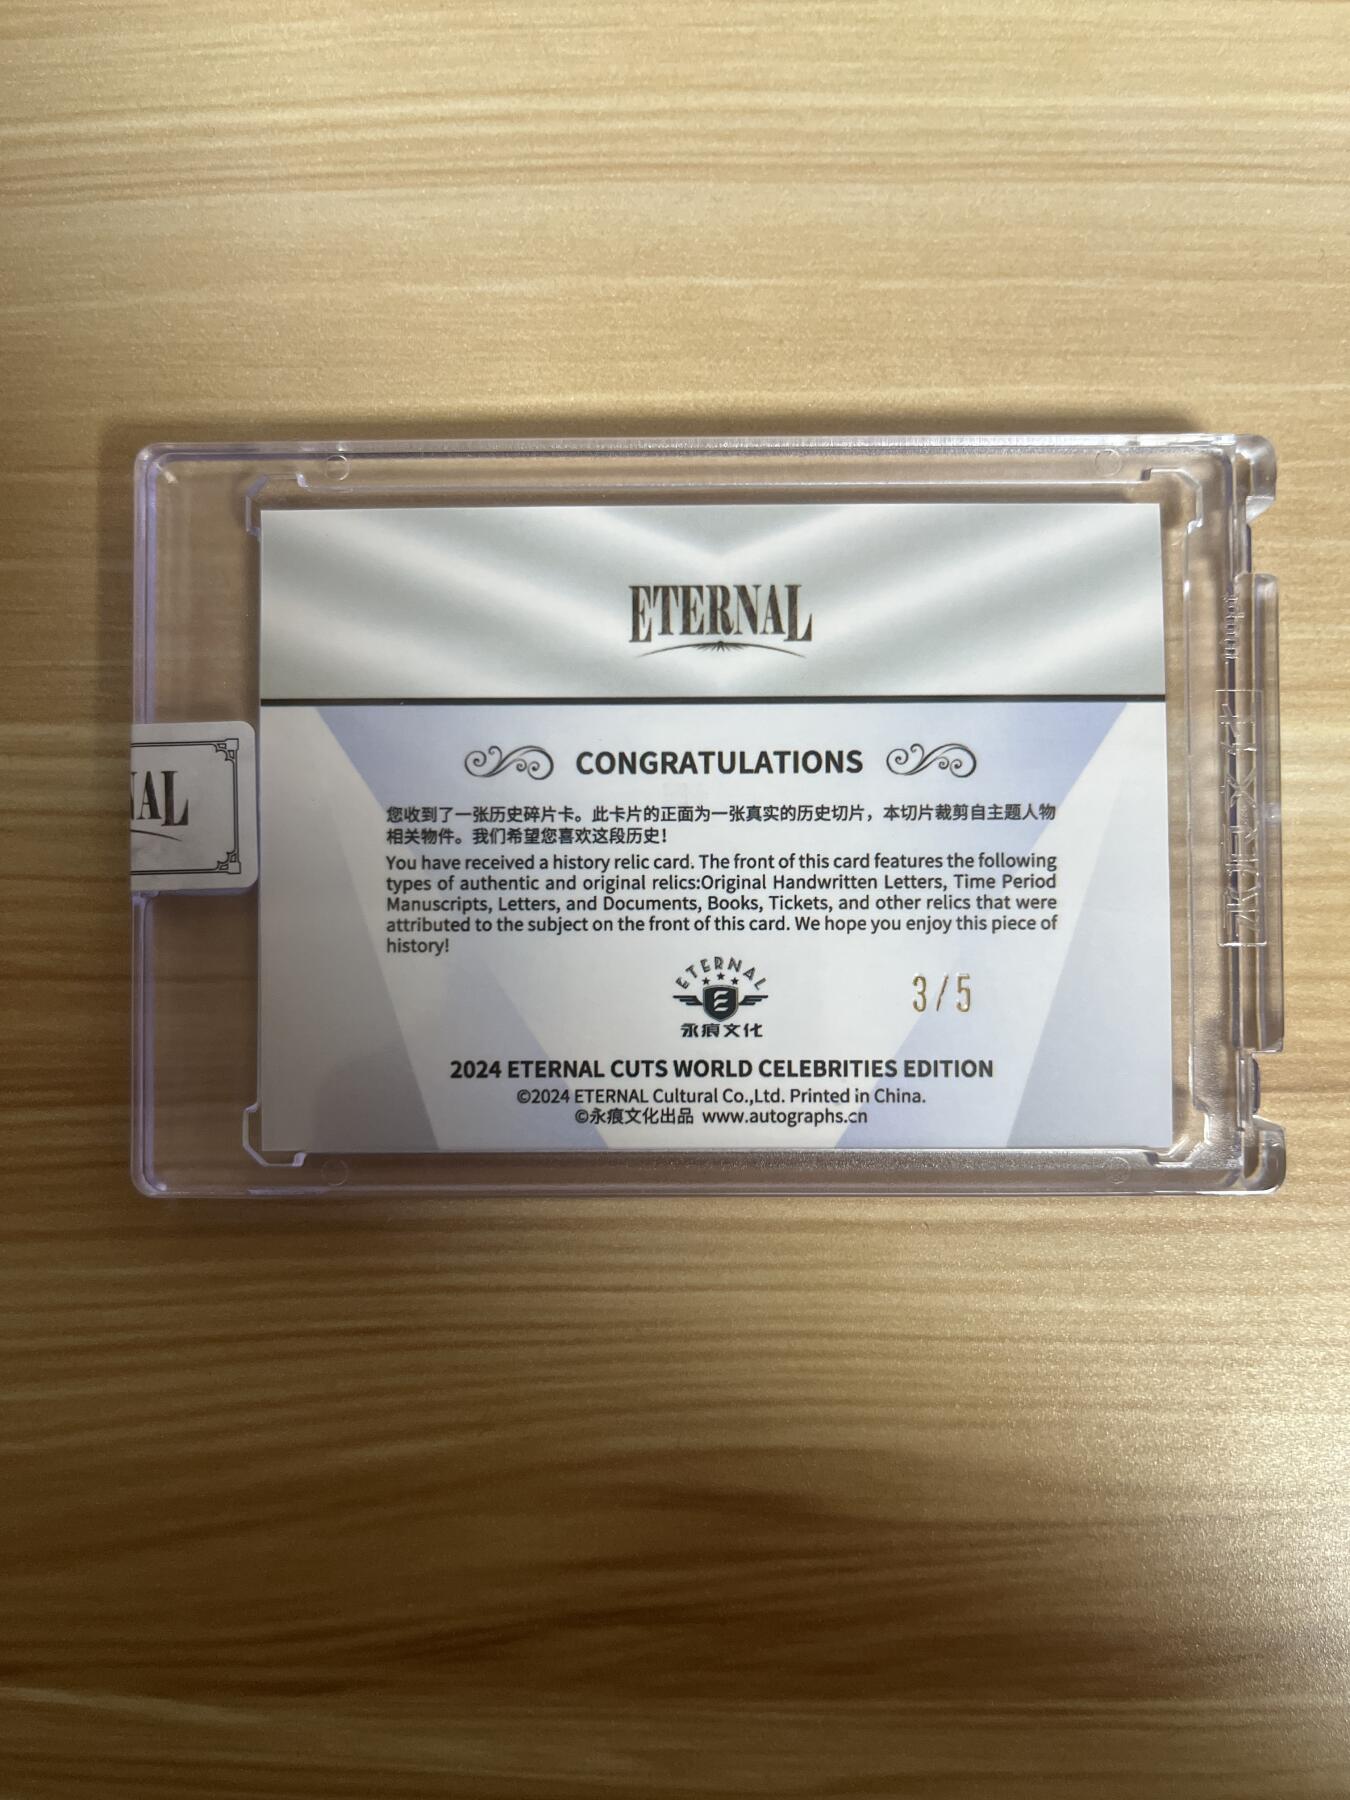 ETERNAL
CONGRATULATIONS
您收到了一张历史碎片卡。此卡片的正面为一张真实的历史切片，本切片裁剪自主题人物
相关物件。我们希望您喜欢这段历史!
You have received a history relic card. The front of this card features the following
types of authentic and original relics:Original Handwritten Letters, Time Period
Manuscripts, Letters, and Documents, Books, Tickets, and other relics that were
attributed to the subject on the front of this card. We hope you enjoy this piece of
history!
NAL
ETERNAL
E
永痕文化
3/5
2024 ETERNAL CUTS WORLD CELEBRITIES EDITION
©2024 ETERNAL Cultural Co.,Ltd. Printed in China.
©永痕文化出品 www.autographs.cn
永痕文化